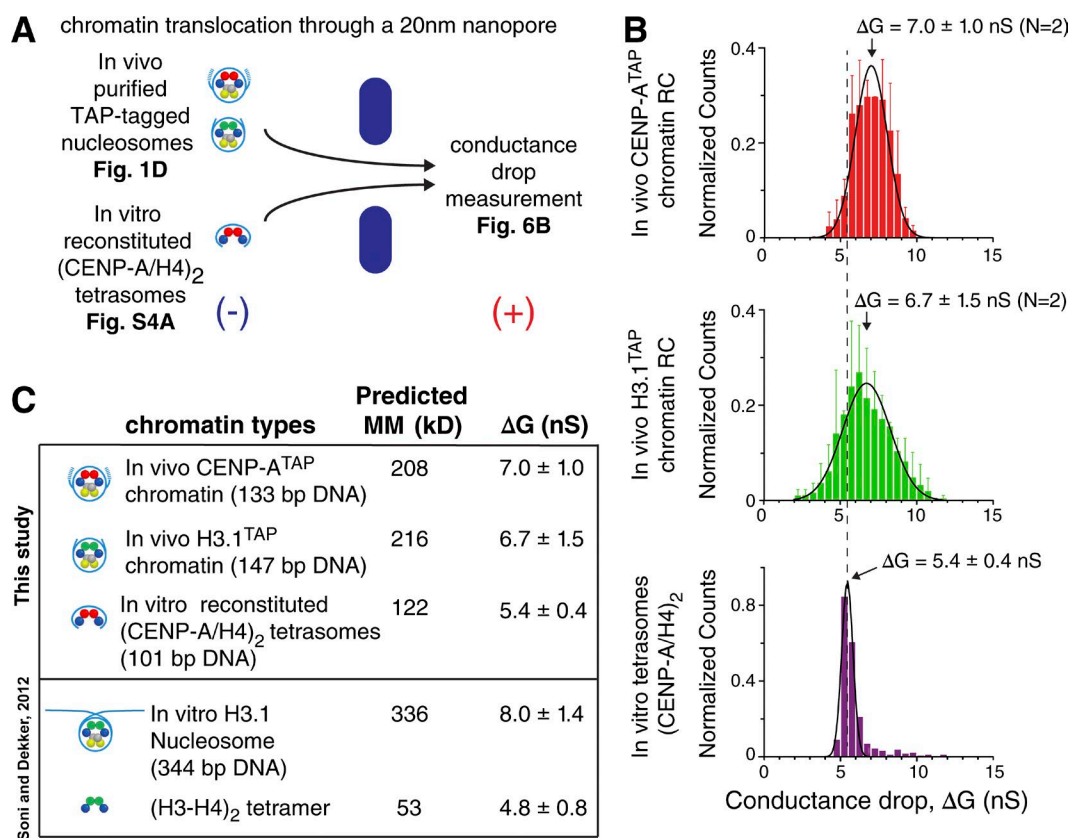 A
chromatin translocation through a 20nm nanopore
In vivo
purified
TAP-tagged
nucleosomes
Fig. 1D
In vitro
reconstituted
(CENP-A/H4)2
tetrasomes
Fig. S4A
(-)
conductance
drop
measurement
Fig. 6B
(+)
B
In vivo CENP-A^TAP
chromatin RC
Normalized Counts
0.4
0.2
0
ΔG = 7.0 ± 1.0 nS (N=2)
0 5 10 15
In vivo H3.1^TAP
chromatin RC
Normalized Counts
0.4
0.2
0
ΔG = 6.7 ± 1.5 nS (N=2)
0 5 10 15
In vitro tetrasomes
(CENP-A/H4)2
Normalized Counts
0.8
0.4
0
ΔG = 5.4 ± 0.4 nS
0 5 10 15
Conductance drop, ΔG (nS)
C
chromatin types
Predicted
MM (kD)
ΔG (nS)
This study
In vivo CENP-A^TAP
chromatin (133 bp DNA)
208
7.0 ± 1.0
In vivo H3.1^TAP
chromatin (147 bp DNA)
216
6.7 ± 1.5
In vitro reconstituted
(CENP-A/H4)2 tetrasomes
(101 bp DNA)
122
5.4 ± 0.4
Soni and Dekker, 2012
In vitro H3.1
Nucleosome
(344 bp DNA)
336
8.0 ± 1.4
(H3-H4)2 tetramer
53
4.8 ± 0.8